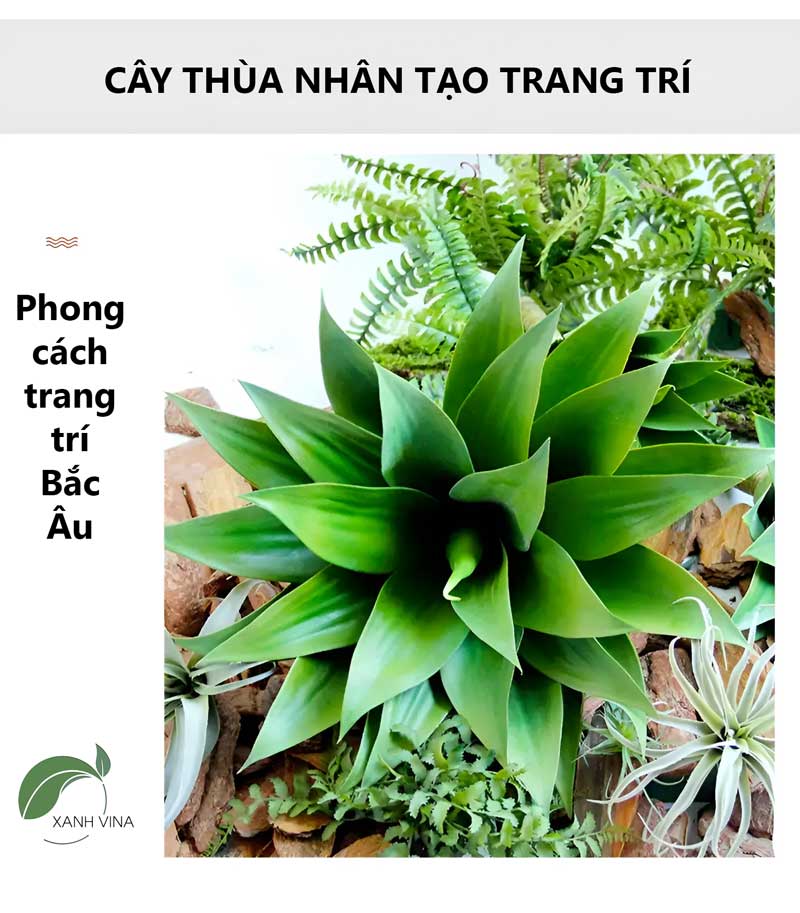 CÂY THÙA NHÂN TẠO TRANG TRÍ
Phong
cách
trang
trí
Bắc
Âu
XANH VINA